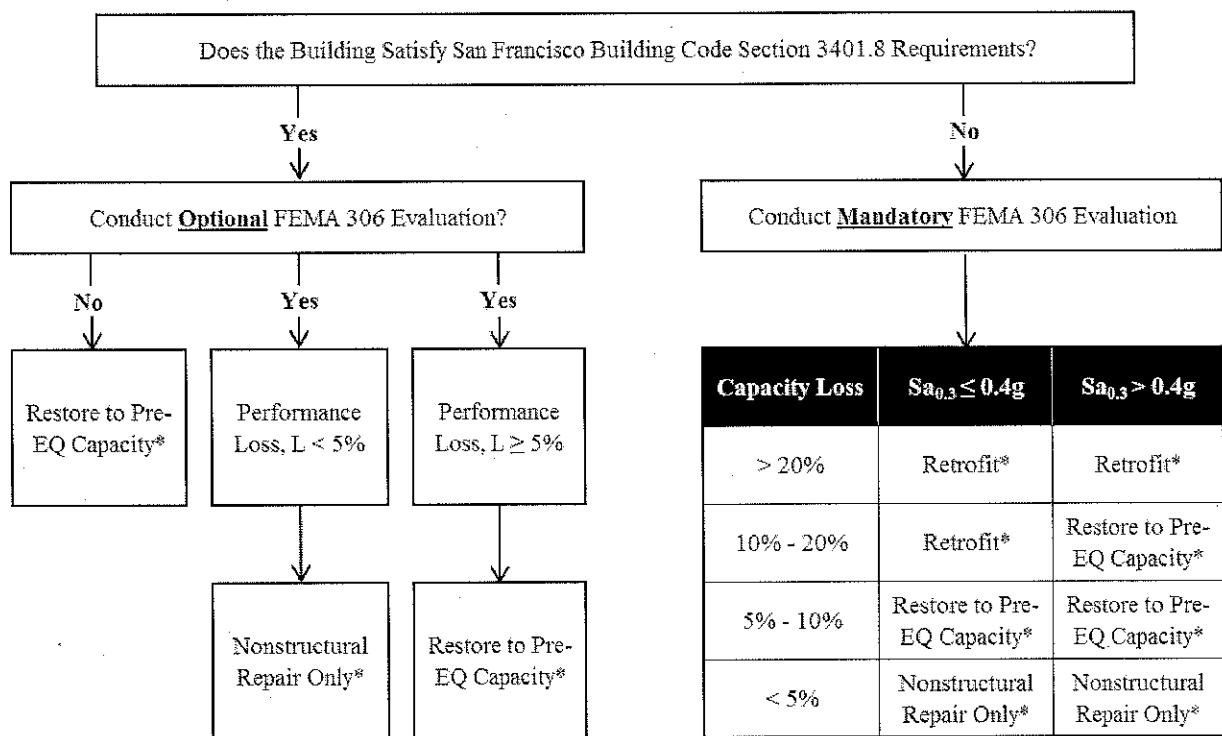 Does the Building Satisfy San Francisco Building Code Section 3401.8 Requirements?
Yes
No
Conduct Optional FEMA 306 Evaluation?
Conduct Mandatory FEMA 306 Evaluation
No
Yes
Yes
Restore to Pre-
EQ Capacity*
Performance
Loss, L < 5%
Performance
Loss, L ≥ 5%
Nonstructural
Repair Only*
Restore to Pre-
EQ Capacity*
Capacity Loss
Sa0.3 ≤ 0.4g
Sa0.3 > 0.4g
> 20%
Retrofit*
Retrofit*
10% - 20%
Retrofit*
Restore to Pre-
EQ Capacity*
5% - 10%
Restore to Pre-
EQ Capacity*
Restore to Pre-
EQ Capacity*
< 5%
Nonstructural
Repair Only*
Nonstructural
Repair Only*